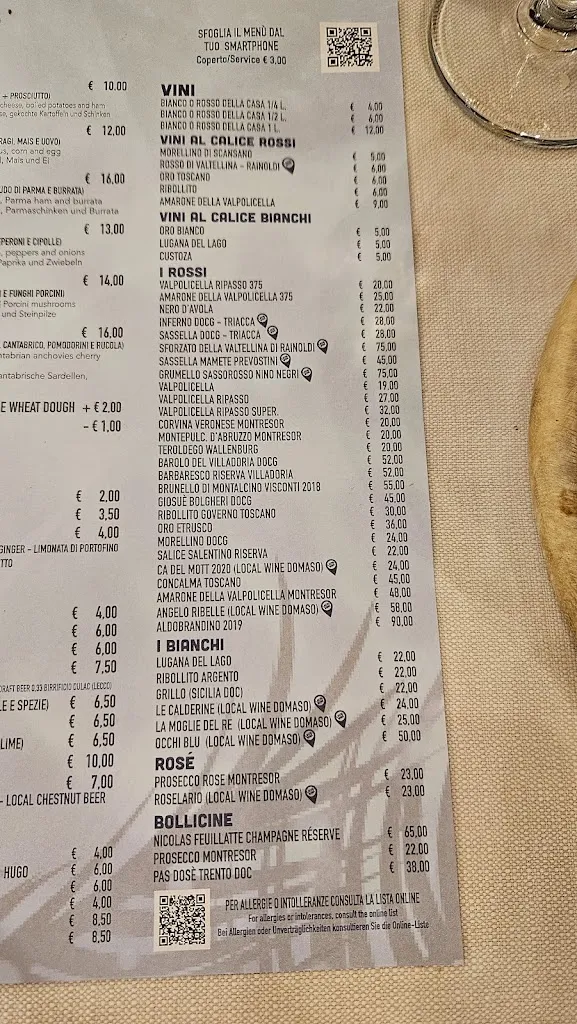 € 10.00
+ PROSCIUTTO)
cheese, boiled potatoes and ham
se, gekochte Kartoffeln und Schinken
€ 12,00
RAGI, MAIS E UOVO)
us, corn and egg
l, Mais und Ei
€ 16,00
UDO DI PARMA E BURRATA)
, Parma ham and burrata
, Parmaschinken und Burrata
€ 13,00
PEPERONI E CIPOLLE)
, peppers and onions
Paprika und Zwiebeln
€ 14,00
I E FUNGHI PORCINI)
Porcini mushrooms
und Steinpilze
€ 16.00
CANTABRICO, POMODORINI E RUCOLA)
ntabrian anchovies cherry
antabrische Sardellen,
E WHEAT DOUGH + € 2,00
- € 1,00
€ 2,00
€ 3,50
€ 4,00
GINGER - LIMONATA DI PORTOFINO
TTO
€ 4,00
€ 6,00
€ 6,00
€ 7,50
RAFT BEER 0,33 BIRRIFICIO DULAC (LECCO)
LE E SPEZIE) € 6,50
€ 6,50
LIME) € 6,50
€ 10,00
€ 7,00
- LOCAL CHESTNUT BEER
€ 4,00
HUGO € 6,00
€ 6,00
€ 4,00
€ 8,50
€ 8,50
SFOGLIA IL MENÙ DAL
TUO SMARTPHONE
Coperto/Service € 3,00
VINI
BIANCO O ROSSO DELLA CASA 1/4 L. € 4,00
BIANCO O ROSSO DELLA CASA 1/2 L. € 6,00
BIANCO O ROSSO DELLA CASA 1 L. € 12,00
VINI AL CALICE ROSSI
MORELLINO DI SCANSANO € 5,00
ROSSO DI VALTELLINA - RAINOLDI € 6,00
ORO TOSCANO € 6,00
RIBOLLITO € 6,00
AMARONE DELLA VALPOLICELLA € 9,00
VINI AL CALICE BIANCHI
ORO BIANCO € 5,00
LUGANA DEL LAGO € 5,00
CUSTOZA € 5,00
I ROSSI
VALPOLICELLA RIPASSO 375 € 20,00
AMARONE DELLA VALPOLICELLA 375 € 25,00
NERO D'AVOLA € 22,00
INFERNO DOCG - TRIACCA € 28,00
SASSELLA DOCG - TRIACCA € 28,00
SFORZATO DELLA VALTELLINA DI RAINOLDI € 75,00
SASSELLA MAMETE PREVOSTINI € 45,00
GRUMELLO SASSOROSSO NINO NEGRI € 75,00
VALPOLICELLA € 19,00
VALPOLICELLA RIPASSO € 27,00
VALPOLICELLA RIPASSO SUPER. € 32,00
CORVINA VERONESE MONTRESOR € 20,00
MONTEPULC. D'ABRUZZO MONTRESOR € 20,00
TEROLDEGO WALLENBURG € 20,00
BAROLO DEL VILLADORIA DOCG € 52,00
BARBARESCO RISERVA VILLADORIA € 52.00
BRUNELLO DI MONTALCINO VISCONTI 2018 € 55,00
GIOSUÈ BOLGHERI DOCG € 45,00
RIBOLLITO GOVERNO TOSCANO € 30,00
ORO ETRUSCO € 36,00
MORELLINO DOCG € 24,00
SALICE SALENTINO RISERVA € 22,00
CA DEL MOTT 2020 (LOCAL WINE DOMASO) € 24,00
CONCALMA TOSCANO € 45,00
AMARONE DELLA VALPOLICELLA MONTRESOR € 48,00
ANGELO RIBELLE (LOCAL WINE DOMASO) € 58,00
ALDOBRANDINO 2019 € 90,00
I BIANCHI
LUGANA DEL LAGO € 22,00
RIBOLLITO ARGENTO € 22,00
GRILLO (SICILIA DOC) € 22,00
LE CALDERINE (LOCAL WINE DOMASO) € 24,00
LA MOGLIE DEL RE (LOCAL WINE DOMASO) € 25,00
OCCHI BLU (LOCAL WINE DOMASO) € 50,00
ROSÉ
PROSECCO ROSE MONTRESOR € 23,00
ROSELARIO (LOCAL WINE DOMASO) € 23,00
BOLLICINE
NICOLAS FEUILLATTE CHAMPAGNE RÉSERVE € 65,00
PROSECCO MONTRESOR € 22,00
PAS DOSÈ TRENTO DOC € 38,00
PER ALLERGIE O INTOLLERANZE CONSULTA LA LISTA ONLINE
For allergies or intolerances, consult the online list
Bei Allergien oder Unverträglichkeiten konsultieren Sie die Online-Liste